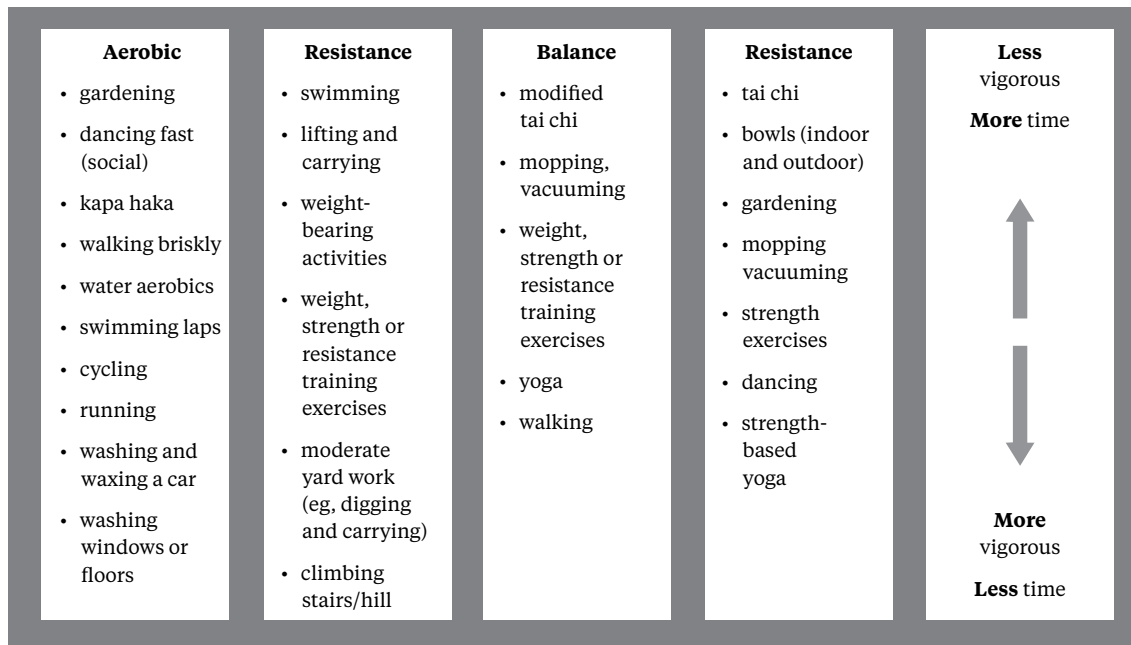 Aerobic
• gardening
• dancing fast
(social)
• kapa haka
• walking briskly
• water aerobics
• swimming laps
• cycling
• running
• washing and
waxing a car
• washing
windows or
floors
Resistance
• swimming
• lifting and
carrying
• weight-
bearing
activities
• weight,
strength or
resistance
training
exercises
• moderate
yard work
(eg, digging
and carrying)
• climbing
stairs/hill
Balance
• modified
tai chi
• mopping,
vacuuming
• weight,
strength or
resistance
training
exercises
• yoga
• walking
Resistance
• tai chi
• bowls (indoor
and outdoor)
• gardening
• mopping
vacuuming
• strength
exercises
• dancing
• strength-
based
yoga
Less
vigorous
More time
More
vigorous
Less time